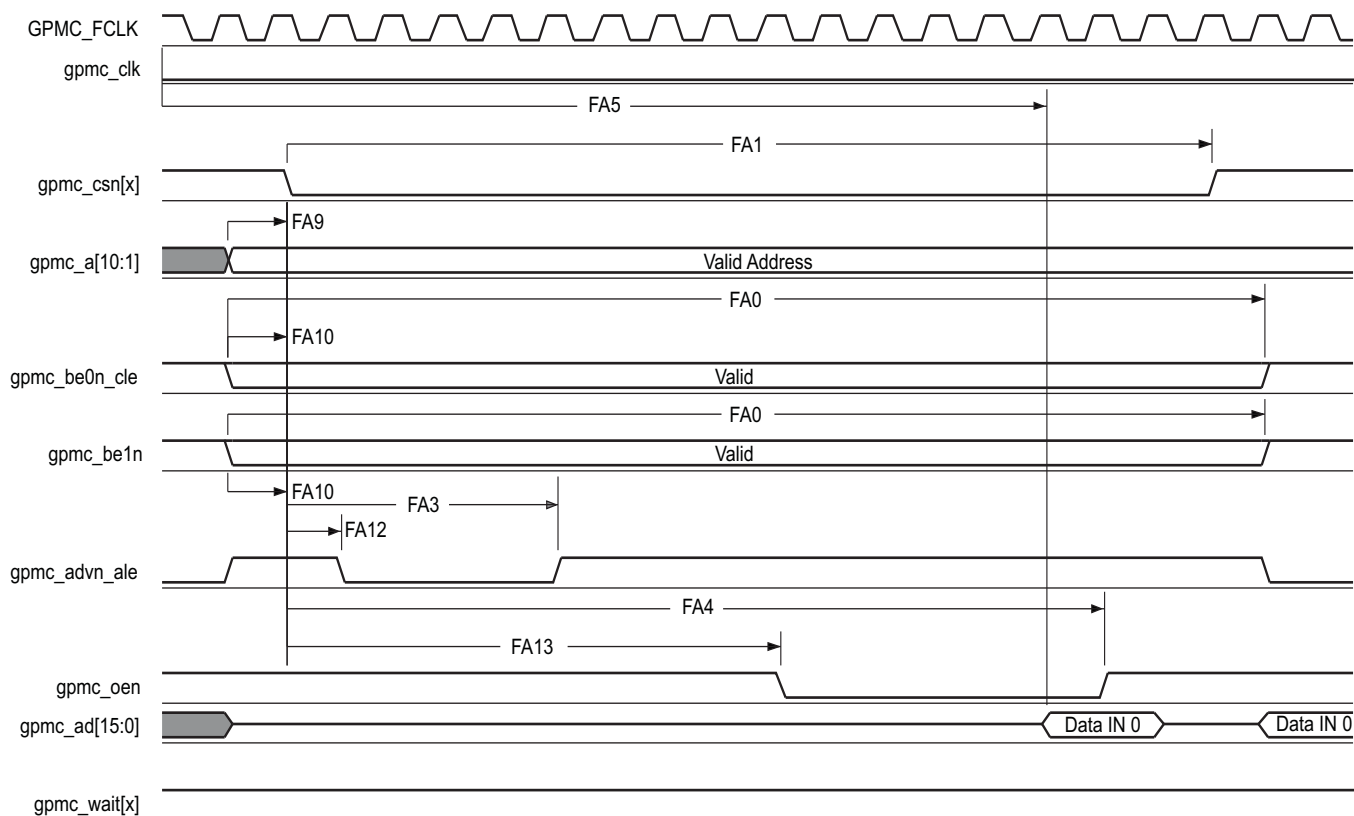 GPMC_FCLK
gpmc_clk
FA5
FA1
gpmc_csn[x]
FA9
gpmc_a[10:1]
Valid Address
FA0
FA10
gpmc_be0n_cle
Valid
FA0
gpmc_be1n
Valid
FA10
FA3
FA12
gpmc_advn_ale
FA4
FA13
gpmc_oen
gpmc_ad[15:0]
Data IN 0
Data IN 0
gpmc_wait[x]